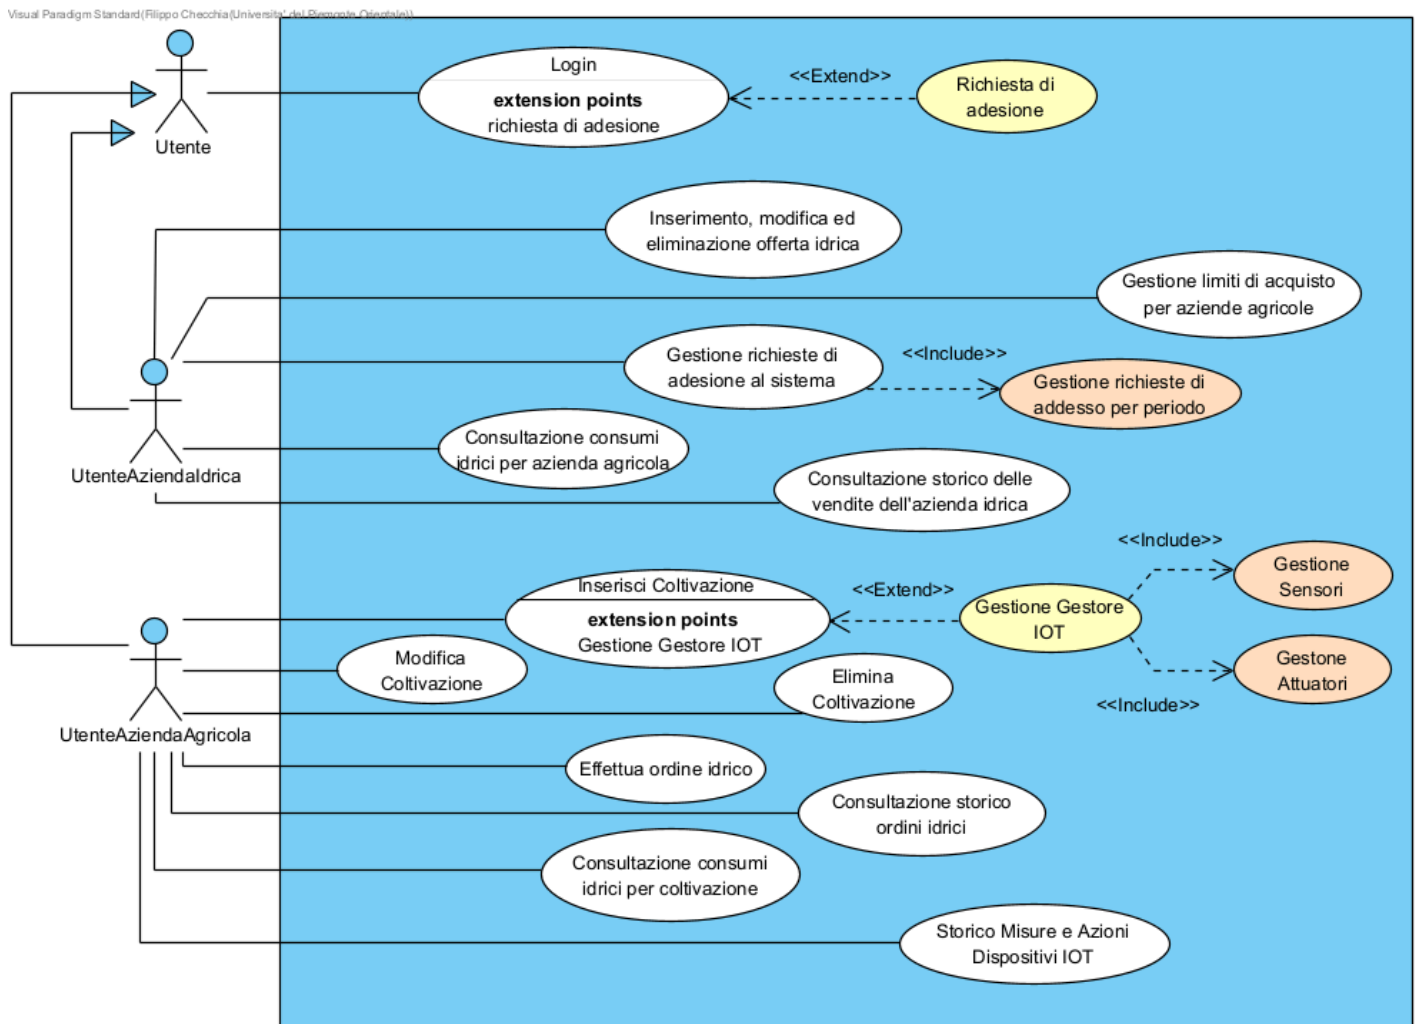 Visual Paradigm Standard(Filippo Checchia(Universita' del Piemonte Orientale))
Login
extension points
richiesta di adesione
<<Extend>>
Richiesta di
adesione
Utente
Inserimento, modifica ed
eliminazione offerta idrica
Gestione limiti di acquisto
per aziende agricole
Gestione richieste di
adesione al sistema
<<Include>>
Gestione richieste di
addesso per periodo
Consultazione consumi
idrici per azienda agricola
UtenteAziendaIdrica
Consultazione storico delle
vendite dell'azienda idrica
Inserisci Coltivazione
extension points
Gestione Gestore IOT
<<Extend>>
Gestione Gestore
IOT
<<Include>>
Gestione
Sensori
<<Include>>
Gestone
Attuatori
Modifica
Coltivazione
Elimina
Coltivazione
UtenteAziendaAgricola
Effettua ordine idrico
Consultazione storico
ordini idrici
Consultazione consumi
idrici per coltivazione
Storico Misure e Azioni
Dispositivi IOT